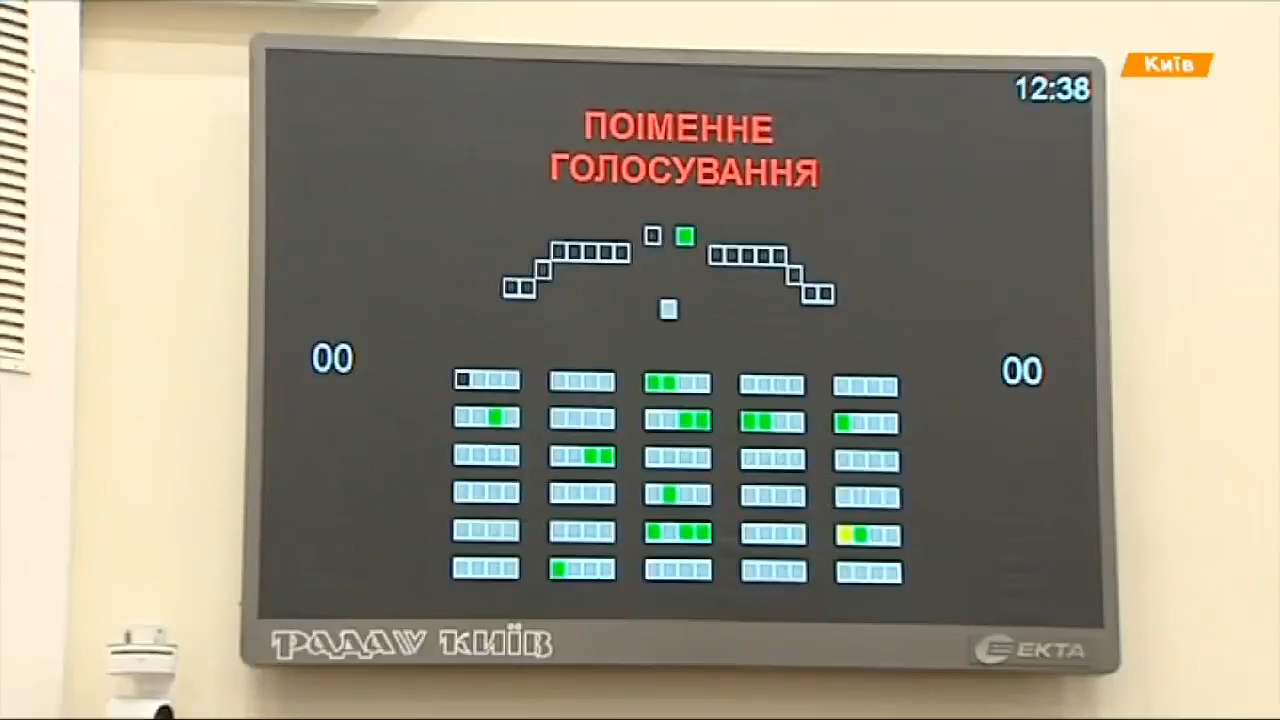 Київ
12:38
ПОІМЕННЕ
ГОЛОСУВАННЯ
00
00
РАДА V КИЇВ
ЕКТА